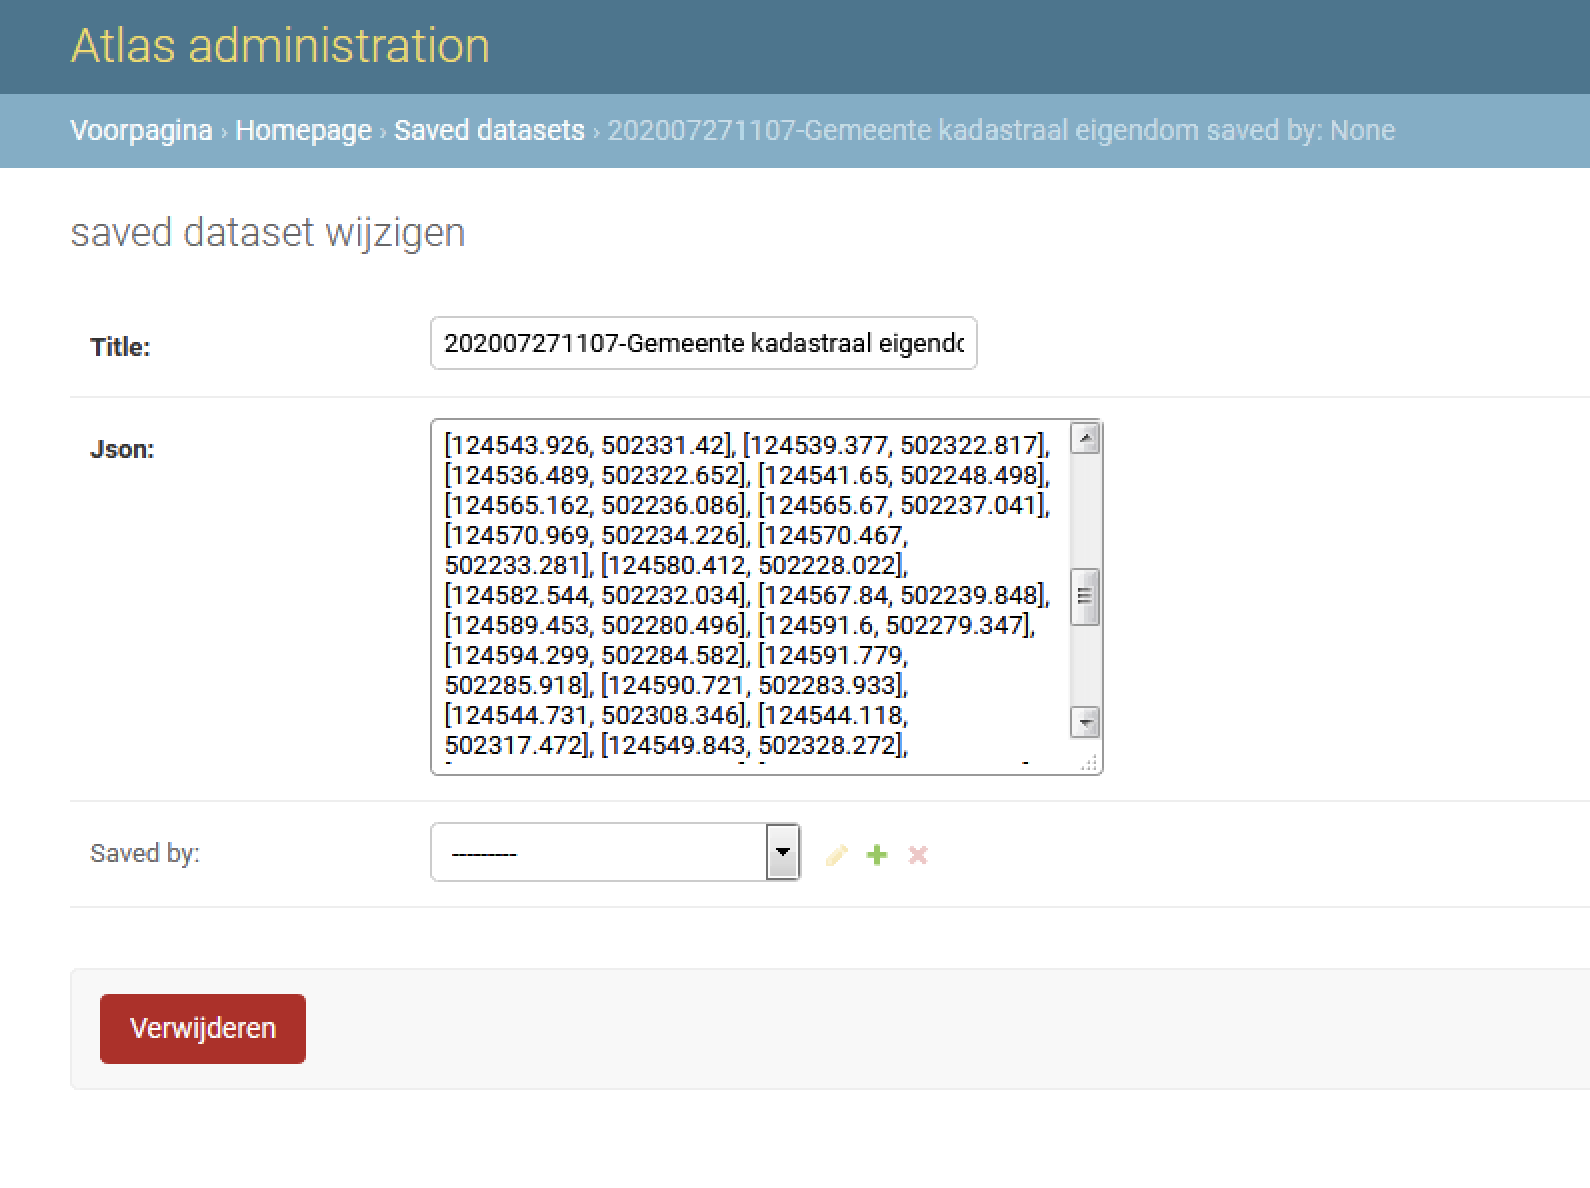 Atlas administration
Voorpagina › Homepage › Saved datasets › 202007271107-Gemeente kadastraal eigendom saved by: None
saved dataset wijzigen
Title:
202007271107-Gemeente kadastraal eigendo
Json:
[124543.926, 502331.42], [124539.377, 502322.817],
[124536.489, 502322.652], [124541.65, 502248.498],
[124565.162, 502236.086], [124565.67, 502237.041],
[124570.969, 502234.226], [124570.467,
502233.281], [124580.412, 502228.022],
[124582.544, 502232.034], [124567.84, 502239.848],
[124589.453, 502280.496], [124591.6, 502279.347],
[124594.299, 502284.582], [124591.779,
502285.918], [124590.721, 502283.933],
[124544.731, 502308.346], [124544.118,
502317.472], [124549.843, 502328.272],
Saved by:
---------
Verwijderen